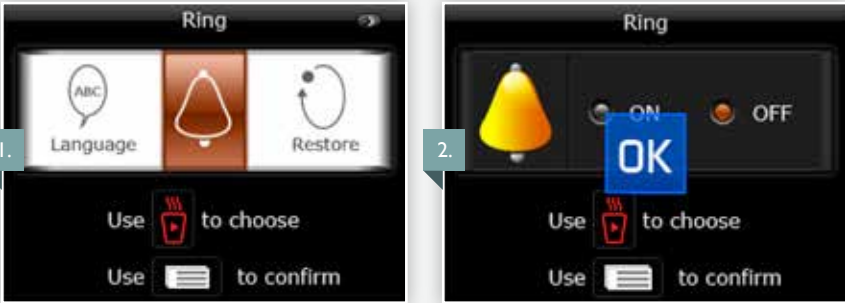 Ring
ABC
Language
Restore
1.
Use to choose
Use to confirm
Ring
ON
OFF
OK
2.
Use to choose
Use to confirm